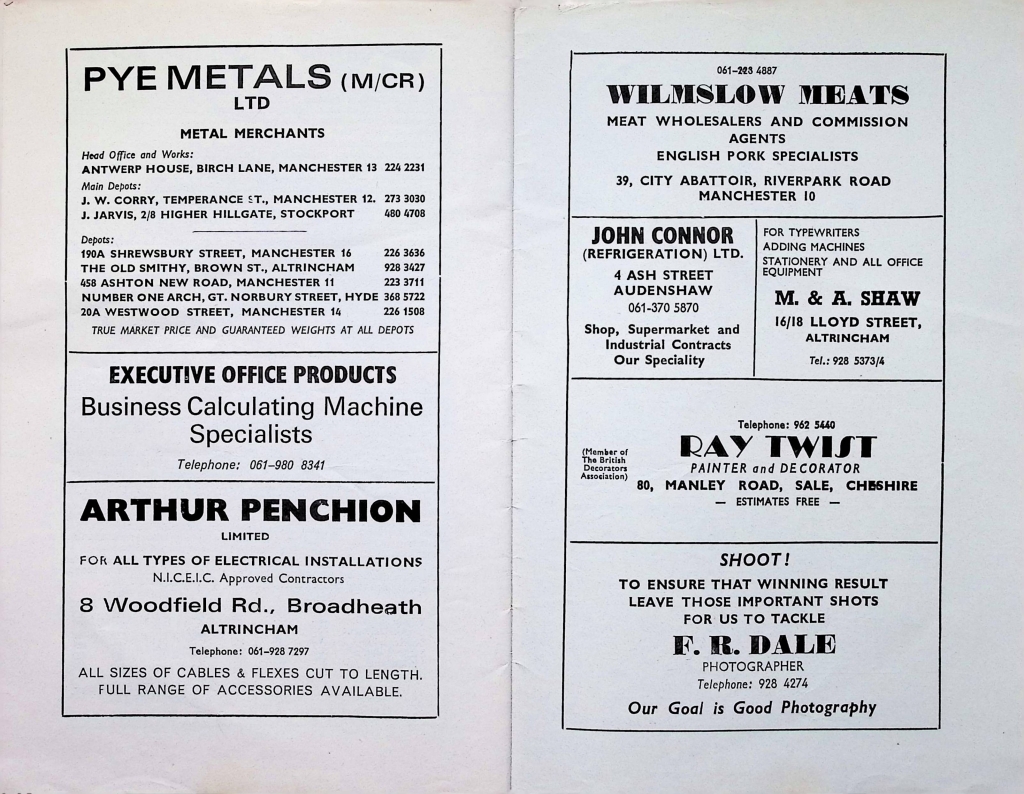 PYE METALS (M/CR)
LTD
METAL MERCHANTS
Head Office and Works:
ANTWERP HOUSE, BIRCH LANE, MANCHESTER 13 224 2231
Main Depots:
J. W. CORRY, TEMPERANCE ST., MANCHESTER 12. 273 3030
J. JARVIS, 2/8 HIGHER HILLGATE, STOCKPORT 480 4708
Depots:
190A SHREWSBURY STREET, MANCHESTER 16 226 3636
THE OLD SMITHY, BROWN ST., ALTRINCHAM 928 3427
458 ASHTON NEW ROAD, MANCHESTER 11 223 3711
NUMBER ONE ARCH, GT. NORBURY STREET, HYDE 368 5722
20A WESTWOOD STREET, MANCHESTER 14 226 1508
TRUE MARKET PRICE AND GUARANTEED WEIGHTS AT ALL DEPOTS
EXECUTIVE OFFICE PRODUCTS
Business Calculating Machine
Specialists
Telephone: 061-980 8341
ARTHUR PENCHION
LIMITED
FOR ALL TYPES OF ELECTRICAL INSTALLATIONS
N.I.C.E.I.C. Approved Contractors
8 Woodfield Rd., Broadheath
ALTRINCHAM
Telephone: 061-928 7297
ALL SIZES OF CABLES & FLEXES CUT TO LENGTH.
FULL RANGE OF ACCESSORIES AVAILABLE.
061-223 4887
WILMSLOW MEATS
MEAT WHOLESALERS AND COMMISSION
AGENTS
ENGLISH PORK SPECIALISTS
39, CITY ABATTOIR, RIVERPARK ROAD
MANCHESTER 10
JOHN CONNOR
(REFRIGERATION) LTD.
4 ASH STREET
AUDENSHAW
061-370 5870
Shop, Supermarket and
Industrial Contracts
Our Speciality
FOR TYPEWRITERS
ADDING MACHINES
STATIONERY AND ALL OFFICE
EQUIPMENT
M. & A. SHAW
16/18 LLOYD STREET,
ALTRINCHAM
Tel.: 928 5373/4
Telephone: 962 5440
(Member of
The British
Decorators
Association)
RAY TWIST
PAINTER and DECORATOR
80, MANLEY ROAD, SALE, CHESHIRE
— ESTIMATES FREE —
SHOOT!
TO ENSURE THAT WINNING RESULT
LEAVE THOSE IMPORTANT SHOTS
FOR US TO TACKLE
F. R. DALE
PHOTOGRAPHER
Telephone: 928 4274
Our Goal is Good Photography